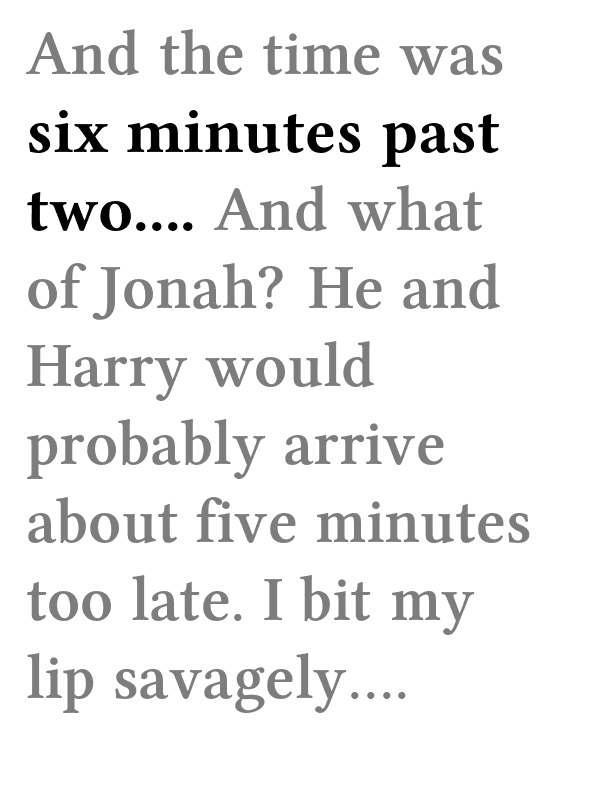 And the time was
six minutes past
two.... And what
of Jonah? He and
Harry would
probably arrive
about five minutes
too late. I bit my
lip savagely....